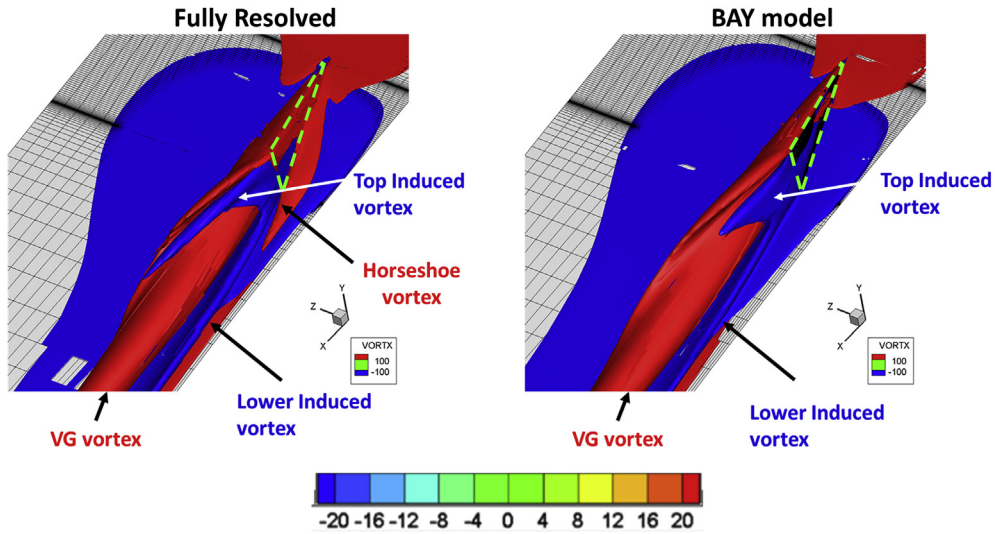 Fully Resolved
BAY model
Top Induced
vortex
Horseshoe
vortex
Y
Z
X
VORTX
100
-100
Lower Induced
vortex
VG vortex
Top Induced
vortex
Y
Z
X
VORTX
100
-100
Lower Induced
vortex
VG vortex
-20 -16 -12 -8 -4 0 4 8 12 16 20